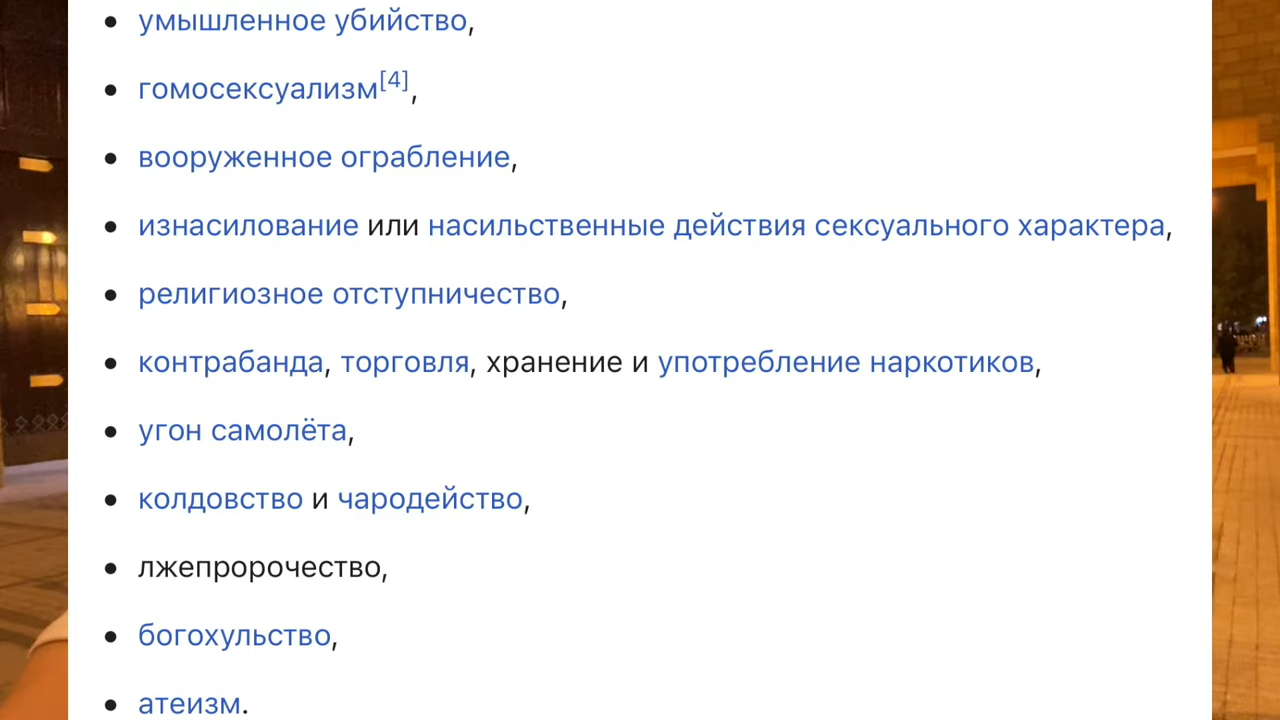 • умышленное убийство,
• гомосексуализм[4],
• вооруженное ограбление,
• изнасилование или насильственные действия сексуального характера,
• религиозное отступничество,
• контрабанда, торговля, хранение и употребление наркотиков,
• угон самолёта,
• колдовство и чародейство,
• лжепророчество,
• богохульство,
• атеизм.